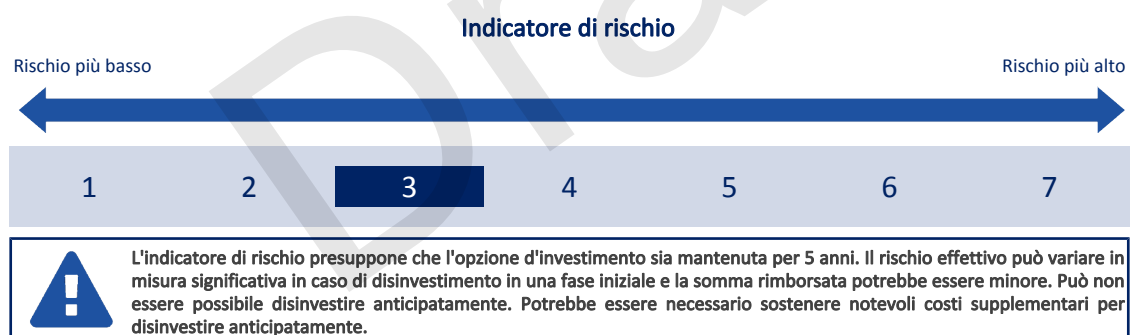 Indicatore di rischio
Rischio più basso
Rischio più alto
1 2 3 4 5 6 7
L'indicatore di rischio presuppone che l'opzione d'investimento sia mantenuta per 5 anni. Il rischio effettivo può variare in
misura significativa in caso di disinvestimento in una fase iniziale e la somma rimborsata potrebbe essere minore. Può non
essere possibile disinvestire anticipatamente. Potrebbe essere necessario sostenere notevoli costi supplementari per
disinvestire anticipatamente.